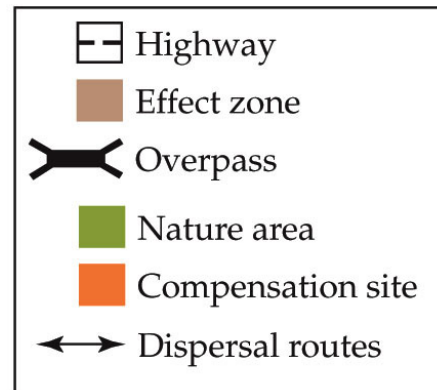 Highway
Effect zone
Overpass
Nature area
Compensation site
Dispersal routes